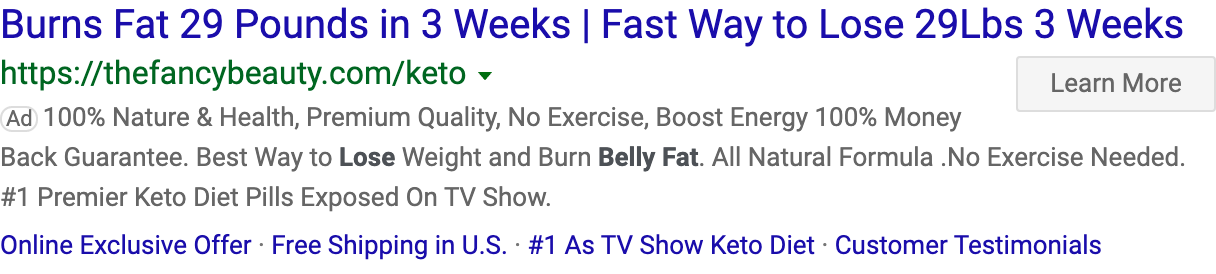 Burns Fat 29 Pounds in 3 Weeks | Fast Way to Lose 29Lbs 3 Weeks
https://thefancybeauty.com/keto
Learn More
Ad 100% Nature & Health, Premium Quality, No Exercise, Boost Energy 100% Money
Back Guarantee. Best Way to Lose Weight and Burn Belly Fat. All Natural Formula .No Exercise Needed.
#1 Premier Keto Diet Pills Exposed On TV Show.
Online Exclusive Offer · Free Shipping in U.S. · #1 As TV Show Keto Diet · Customer Testimonials